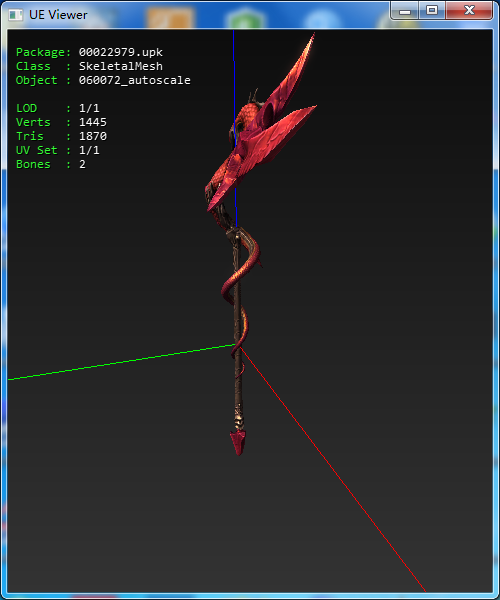 UE Viewer
Package: 00022979.upk
Class  : SkeletalMesh
Object : 060072_autoscale
LOD    : 1/1
Verts  : 1445
Tris   : 1870
UV Set : 1/1
Bones  : 2